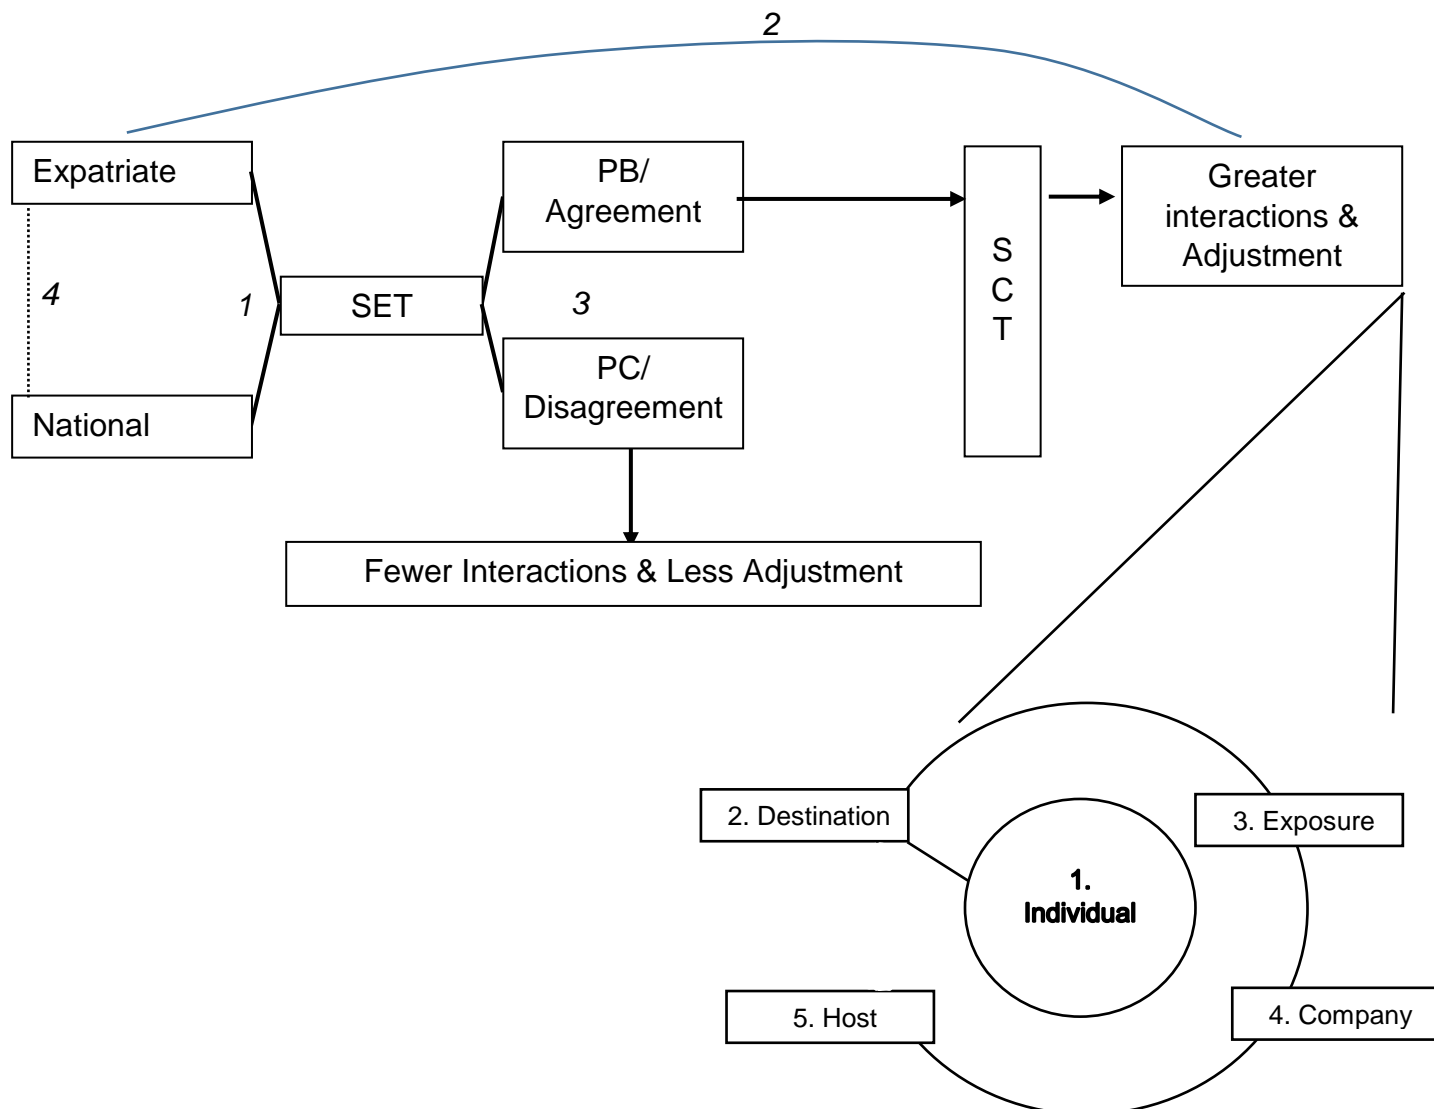 2
Expatriate
PB/
Agreement
Greater
interactions &
Adjustment
S
C
T
4
1
SET
3
National
PC/
Disagreement
Fewer Interactions & Less Adjustment
2. Destination
3. Exposure
1.
Individual
5. Host
4. Company